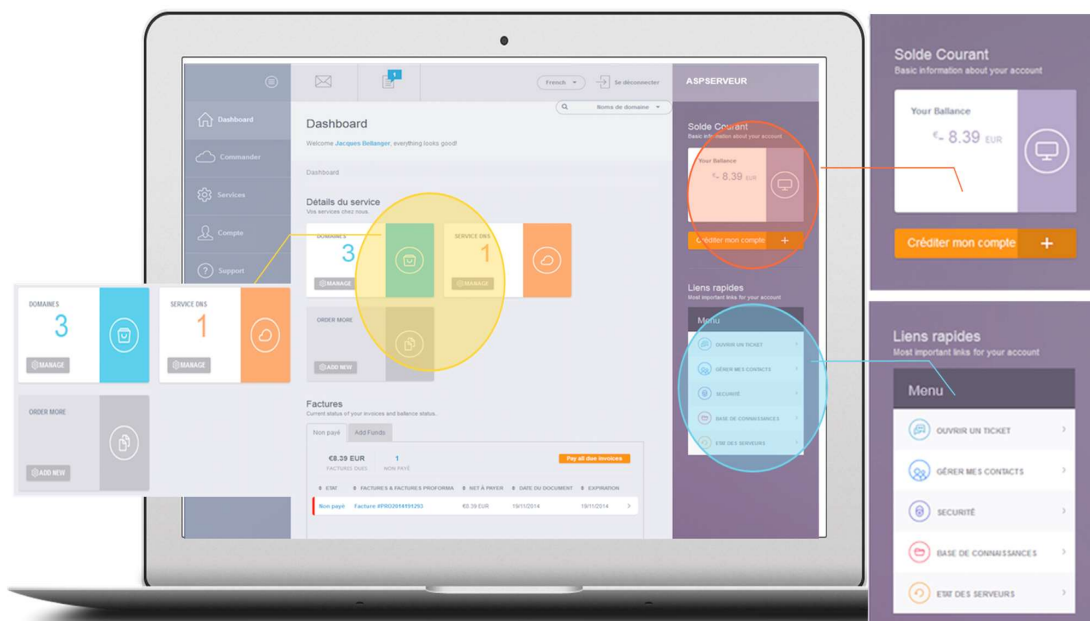 French
Se déconnecter
ASPSERVEUR
Noms de domaine
Dashboard
Commander
Services
Compte
Support
Dashboard
Welcome Jacques Bellanger, everything looks good!
Dashboard
Détails du service
Vos services chez nous.
DOMAINES
3
MANAGE
SERVICE DNS
1
MANAGE
ORDER MORE
ADD NEW
Factures
Current status of your invoices and ballance status.
Non payé
Add Funds
€8.39 EUR
FACTURES DUES
1
NON PAYÉ
Pay all due invoices
ETAT
FACTURES & FACTURES PROFORMA
NET À PAYER
DATE DU DOCUMENT
EXPIRATION
Non payé
€8.39 EUR
19/11/2014
19/11/2014
Solde Courant
Basic information about your account
Your Ballance
€- 8.39 EUR
Créditer mon compte +
Liens rapides
Most important links for your account
Menu
OUVRIR UN TICKET
GÉRER MES CONTACTS
SECURITÉ
BASE DE CONNAISSANCES
ETAT DES SERVEURS
DOMAINES
3
MANAGE
SERVICE DNS
1
MANAGE
ORDER MORE
ADD NEW
Solde Courant
Basic information about your account
Your Ballance
€- 8.39 EUR
Créditer mon compte +
Liens rapides
Most important links for your account
Menu
OUVRIR UN TICKET
GÉRER MES CONTACTS
SECURITÉ
BASE DE CONNAISSANCES
ETAT DES SERVEURS